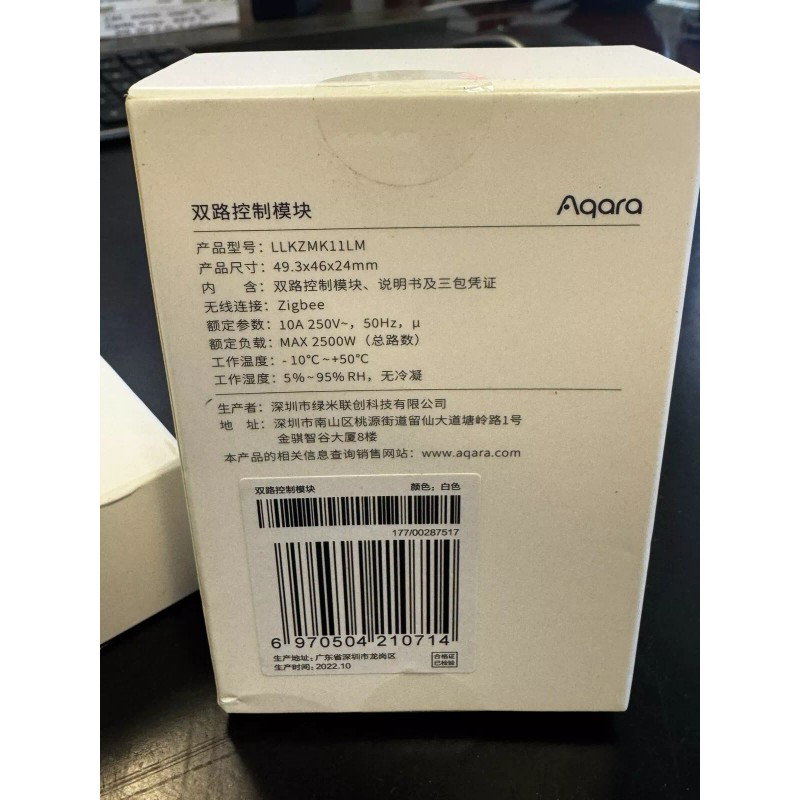 双路控制模块
Aqara
产品型号：LLKZMK11LM
产品尺寸：49.3x46x24mm
内 含：双路控制模块、说明书及三包凭证
无线连接：Zigbee
额定参数：10A 250V~，50Hz，μ
额定负载：MAX 2500W（总路数）
工作温度：-10℃~+50℃
工作湿度：5%~95%RH，无冷凝
生产者：深圳市绿米联创科技有限公司
地 址：深圳市南山区桃源街道留仙大道塘岭路1号
金骐智谷大厦8楼
本产品的相关信息查询销售网站：www.aqara.com
双路控制模块 颜色：白色
177/00287517
6 970504 210714
生产地址：广东省深圳市龙岗区
生产时间：2022.10
合格证
已检验